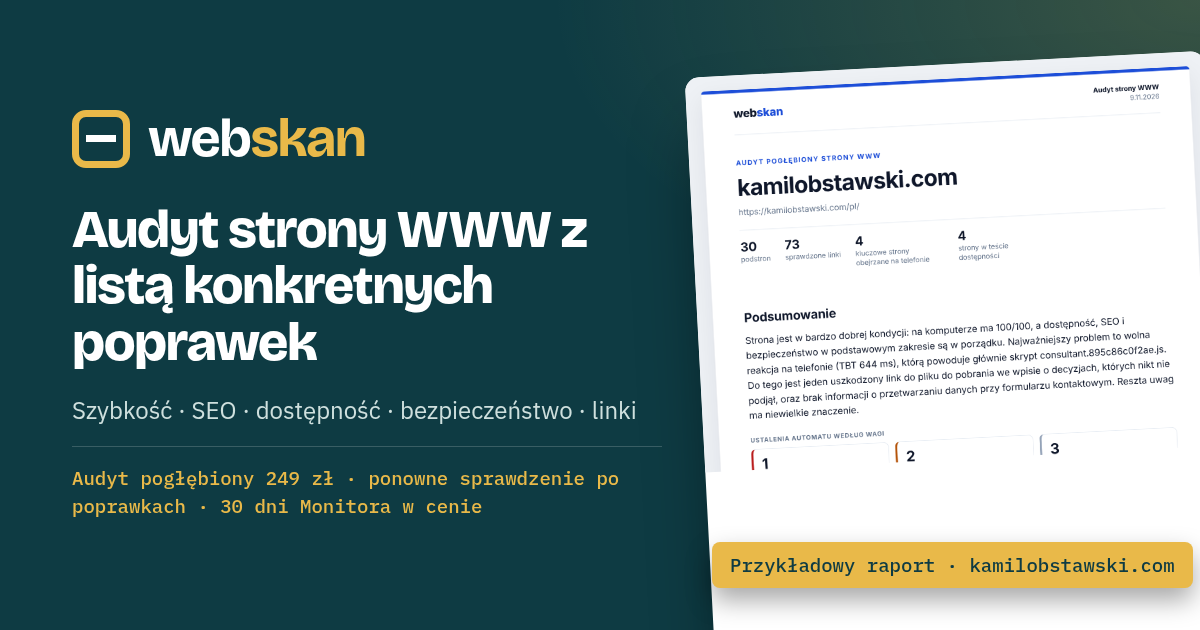 webskan
Audyt strony WWW z
listą konkretnych
poprawek
Szybkość · SEO · dostępność · bezpieczeństwo · linki
Audyt pogłębiony 249 zł · ponowne sprawdzenie po
poprawkach · 30 dni Monitora w cenie
webskan
Audyt strony WWW
9.11.2026
AUDYT POGŁĘBIONY STRONY WWW
kamilobstawski.com
https://kamilobstawski.com/pl/
30
podstron
73
sprawdzone linki
4
kluczowe strony
obejrzane na telefonie
4
strony w teście
dostępności
Podsumowanie
Strona jest w bardzo dobrej kondycji: na komputerze ma 100/100, a dostępność, SEO i
bezpieczeństwo w podstawowym zakresie są w porządku. Najważniejszy problem to wolna
reakcja na telefonie (TBT 644 ms), którą powoduje głównie skrypt consultant.895c86c0f2ae.js.
Do tego jest jeden uszkodzony link do pliku do pobrania we wpisie o decyzjach, których nikt nie
podjął, oraz brak informacji o przetwarzaniu danych przy formularzu kontaktowym. Reszta uwag
ma niewielkie znaczenie.
USTALENIA AUTOMATU WEDŁUG WAGI
1
2
3
Przykładowy raport · kamilobstawski.com